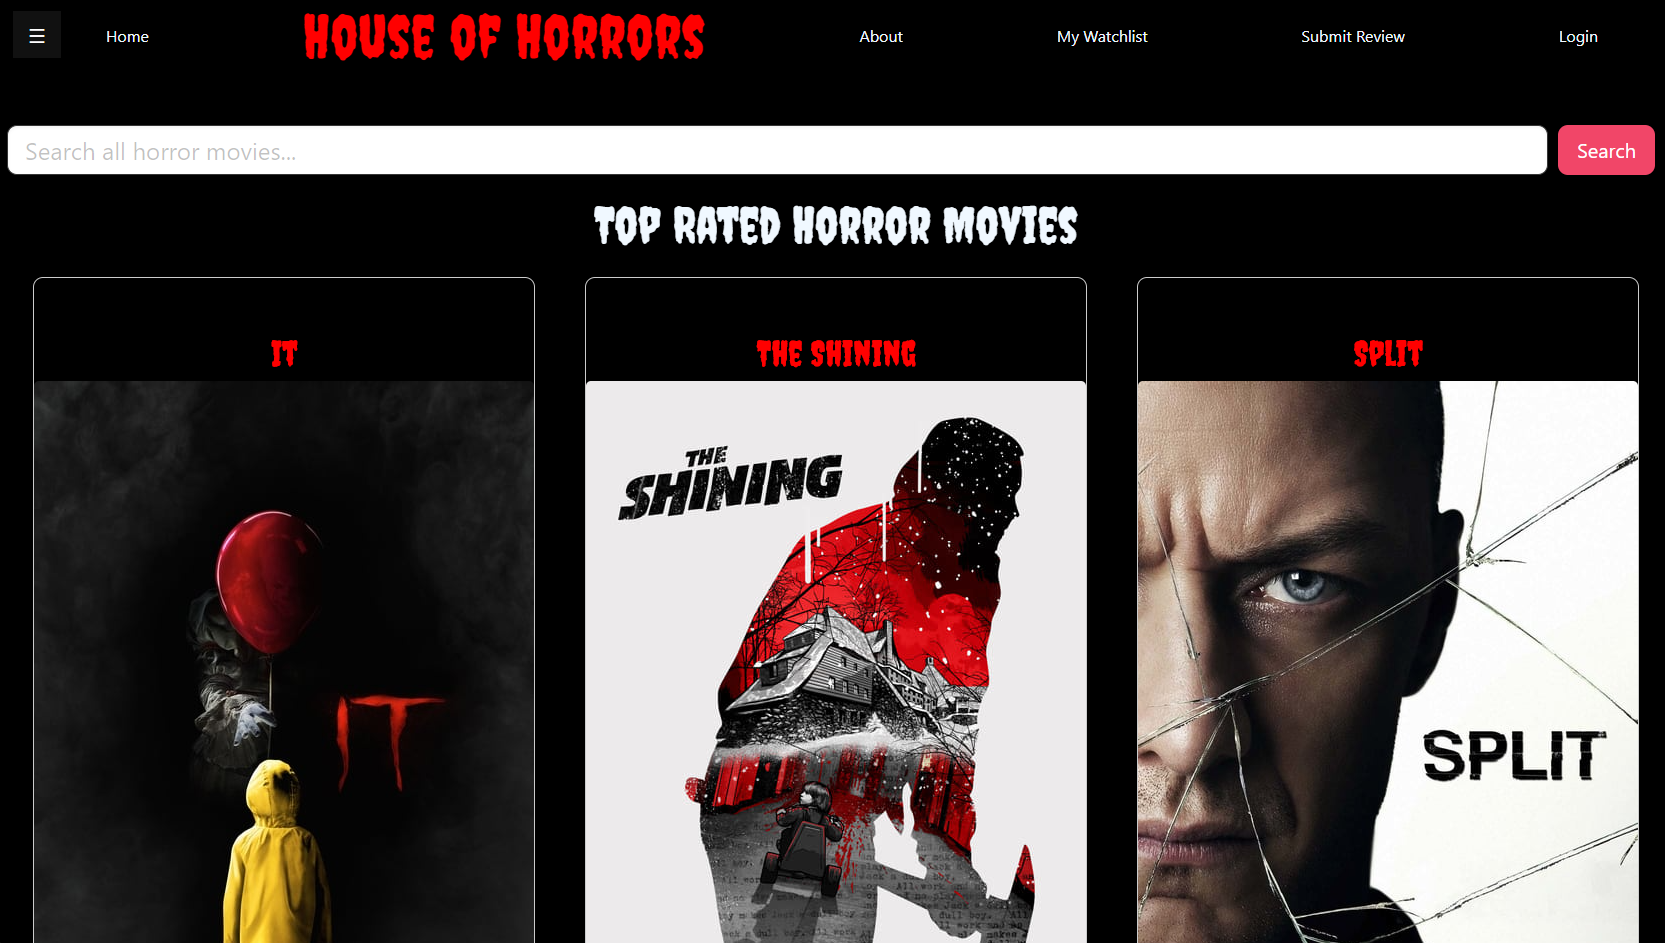 ☰ Home HOUSE OF HORRORS About My Watchlist Submit Review Login
Search all horror movies... Search
TOP RATED HORROR MOVIES
IT
THE SHINING
SPLIT
IT
THE
SHINING
SPLIT